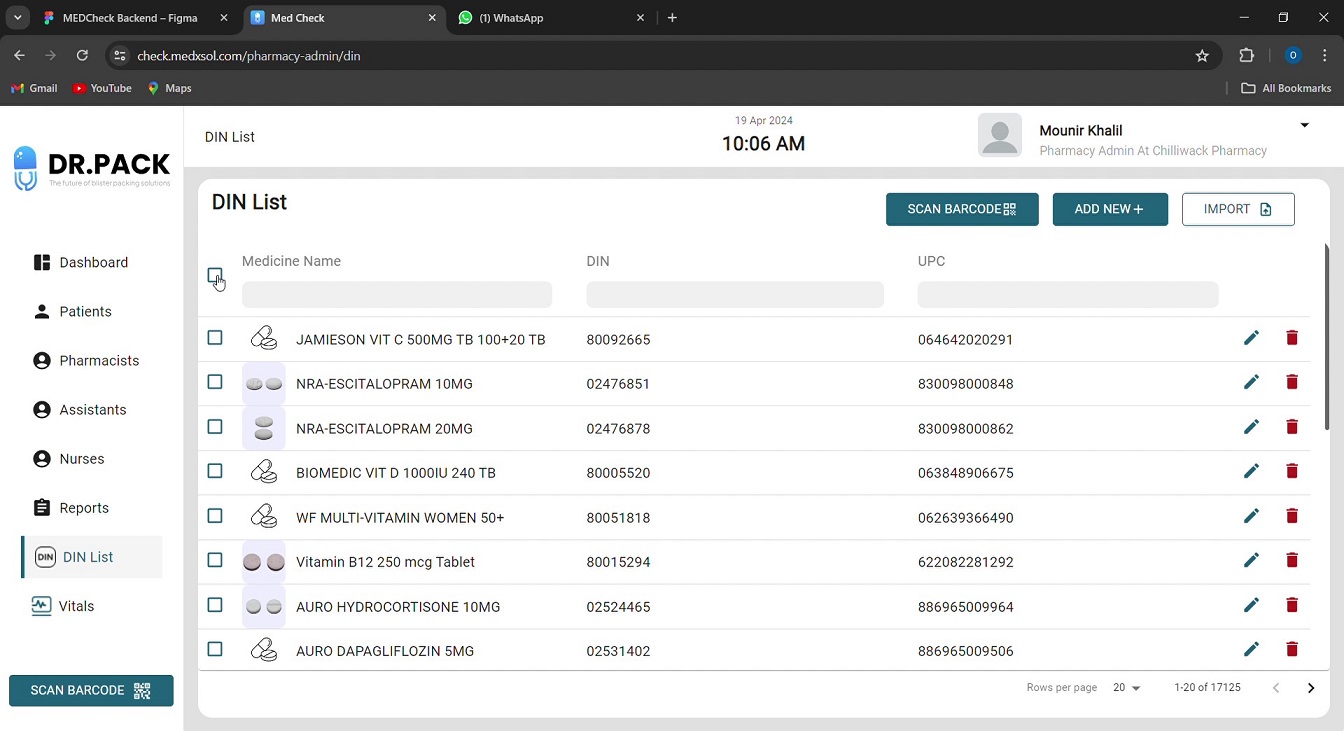 MEDCheck Backend – Figma
Med Check
(1) WhatsApp
check.medxsol.com/pharmacy-admin/din
O
Gmail
YouTube
Maps
All Bookmarks
DR.PACK
The future of blister packing solutions
DIN List
19 Apr 2024
10:06 AM
Mounir Khalil
Pharmacy Admin At Chilliwack Pharmacy
Dashboard
Patients
Pharmacists
Assistants
Nurses
Reports
DIN DIN List
Vitals
SCAN BARCODE
DIN List
SCAN BARCODE
ADD NEW +
IMPORT
Medicine Name DIN UPC
JAMIESON VIT C 500MG TB 100+20 TB 80092665 064642020291
NRA-ESCITALOPRAM 10MG 02476851 830098000848
NRA-ESCITALOPRAM 20MG 02476878 830098000862
BIOMEDIC VIT D 1000IU 240 TB 80005520 063848906675
WF MULTI-VITAMIN WOMEN 50+ 80051818 062639366490
Vitamin B12 250 mcg Tablet 80015294 622082281292
AURO HYDROCORTISONE 10MG 02524465 886965009964
AURO DAPAGLIFLOZIN 5MG 02531402 886965009506
Rows per page 20 1-20 of 17125